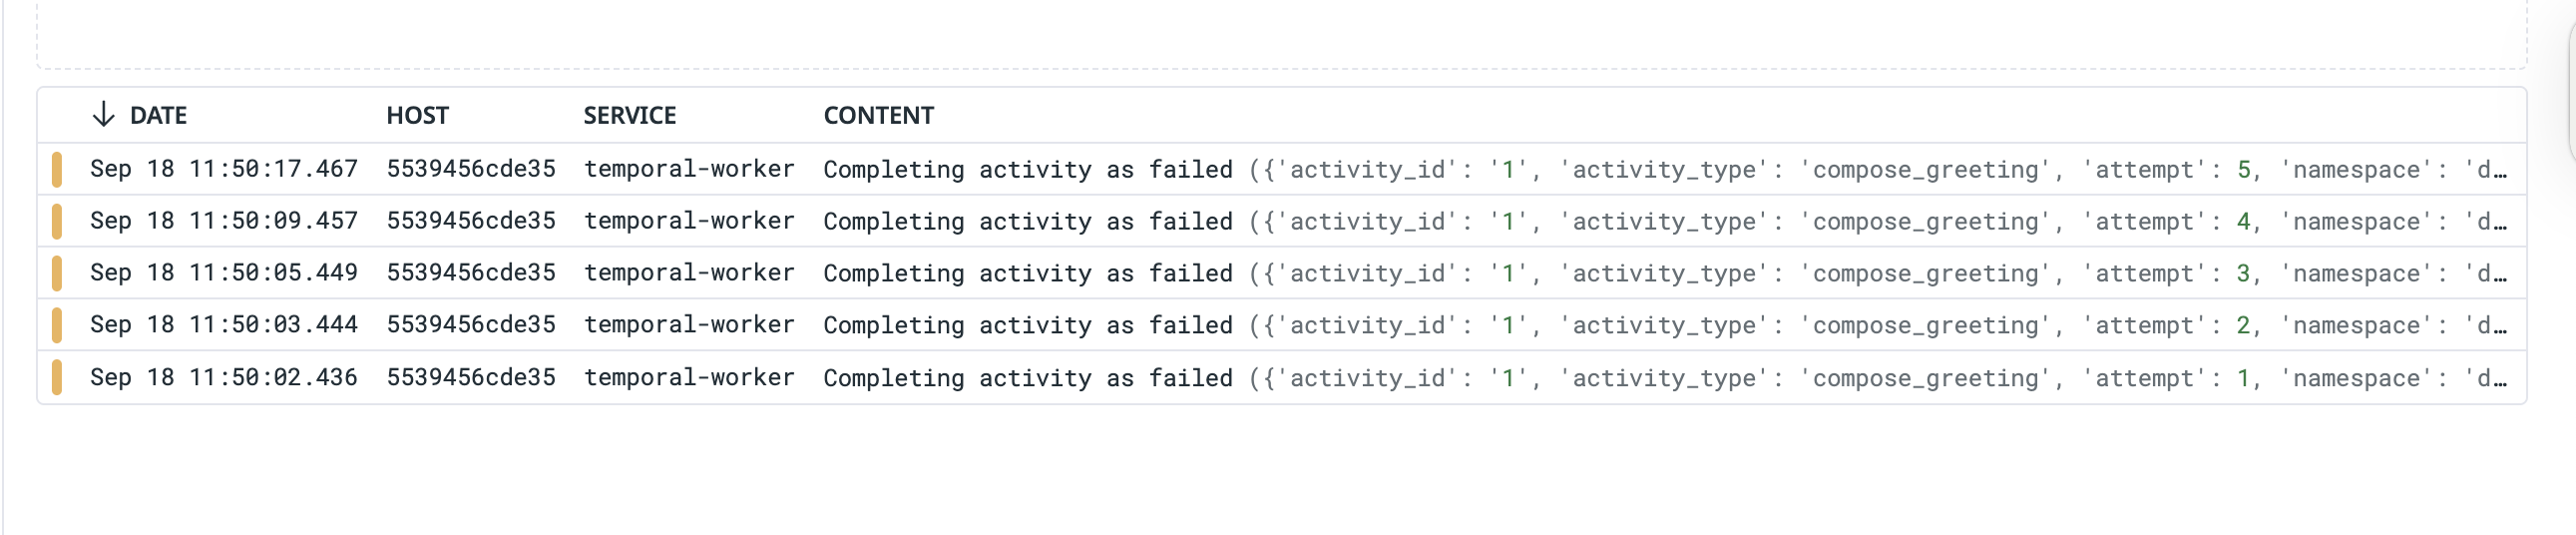 ↓ DATE HOST SERVICE CONTENT
Sep 18 11:50:17.467 5539456cde35 temporal-worker Completing activity as failed ({'activity_id': '1', 'activity_type': 'compose_greeting', 'attempt': 5, 'namespace': 'd…
Sep 18 11:50:09.457 5539456cde35 temporal-worker Completing activity as failed ({'activity_id': '1', 'activity_type': 'compose_greeting', 'attempt': 4, 'namespace': 'd…
Sep 18 11:50:05.449 5539456cde35 temporal-worker Completing activity as failed ({'activity_id': '1', 'activity_type': 'compose_greeting', 'attempt': 3, 'namespace': 'd…
Sep 18 11:50:03.444 5539456cde35 temporal-worker Completing activity as failed ({'activity_id': '1', 'activity_type': 'compose_greeting', 'attempt': 2, 'namespace': 'd…
Sep 18 11:50:02.436 5539456cde35 temporal-worker Completing activity as failed ({'activity_id': '1', 'activity_type': 'compose_greeting', 'attempt': 1, 'namespace': 'd…